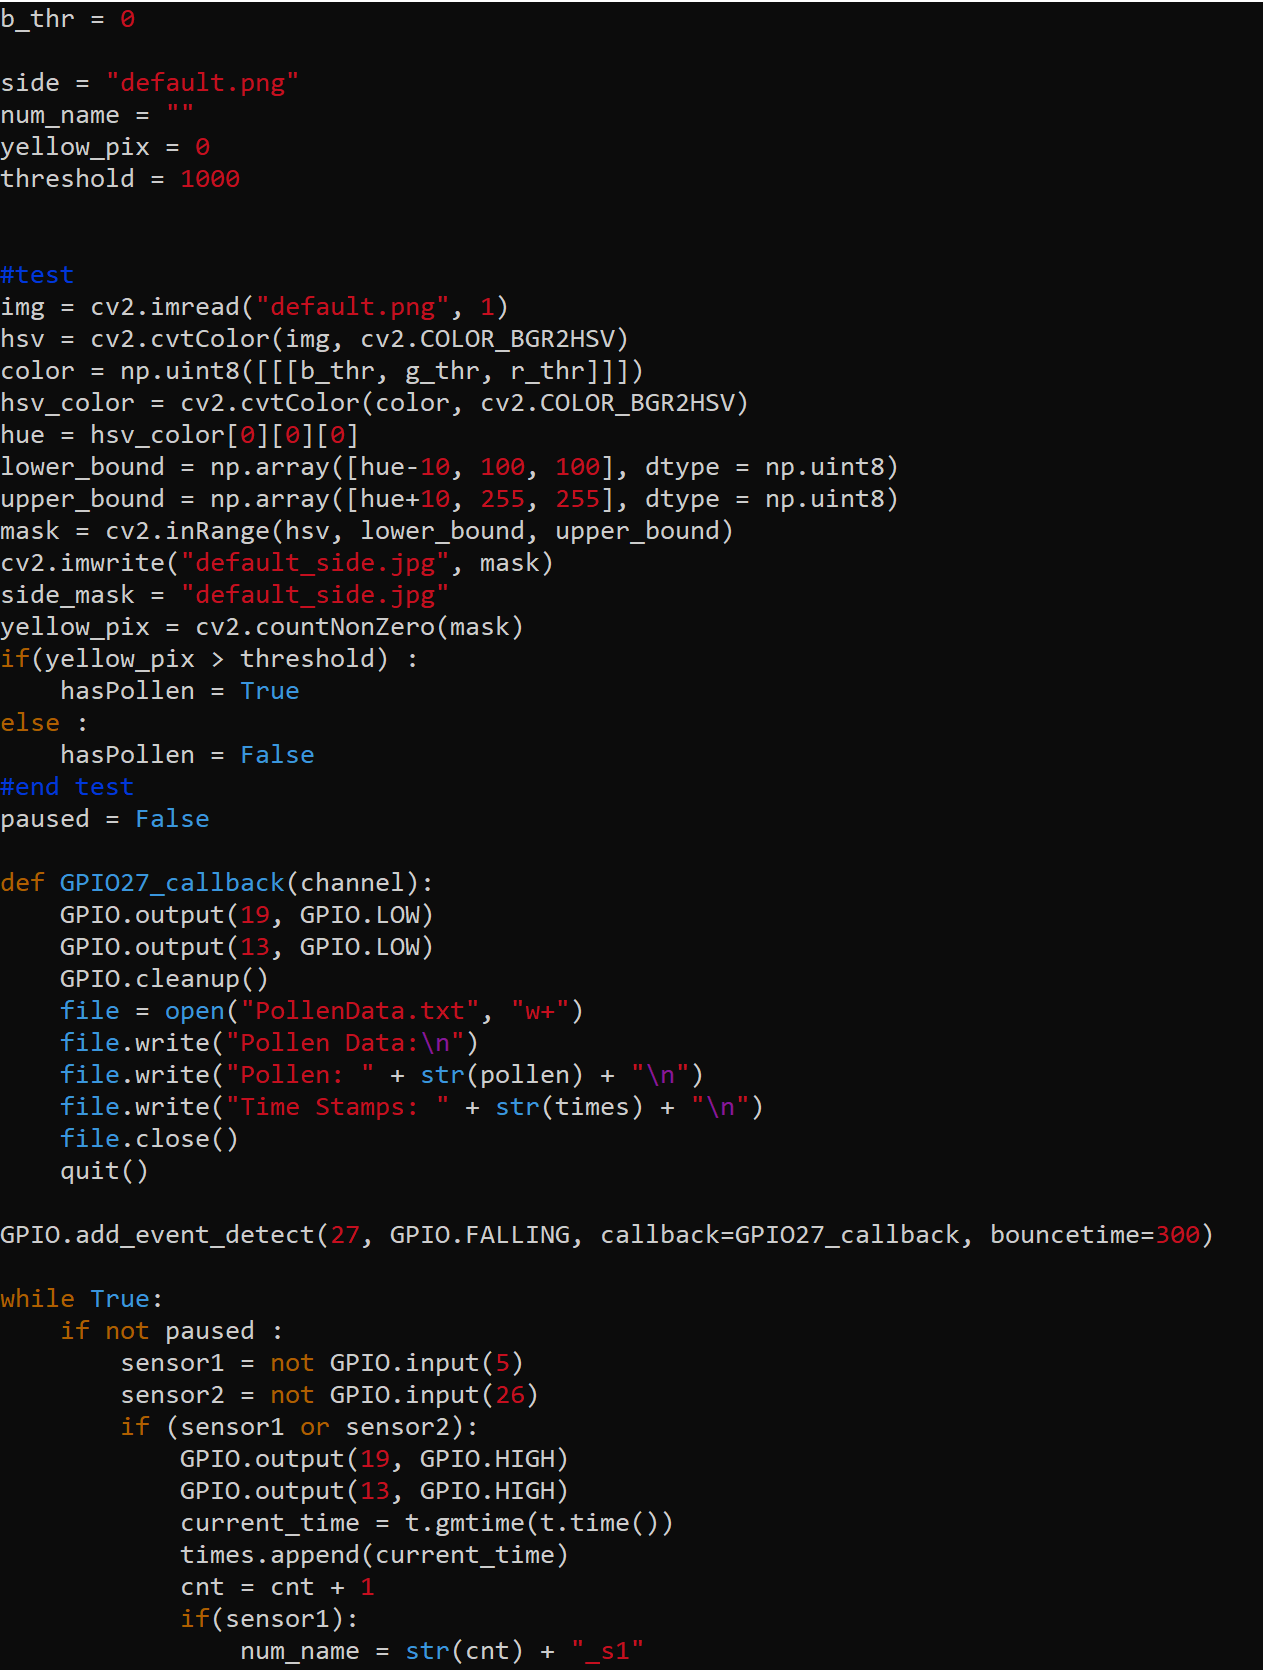 b_thr = 0
side = "default.png"
num_name = ""
yellow_pix = 0
threshold = 1000
#test
img = cv2.imread("default.png", 1)
hsv = cv2.cvtColor(img, cv2.COLOR_BGR2HSV)
color = np.uint8([[[b_thr, g_thr, r_thr]]])
hsv_color = cv2.cvtColor(color, cv2.COLOR_BGR2HSV)
hue = hsv_color[0][0][0]
lower_bound = np.array([hue-10, 100, 100], dtype = np.uint8)
upper_bound = np.array([hue+10, 255, 255], dtype = np.uint8)
mask = cv2.inRange(hsv, lower_bound, upper_bound)
cv2.imwrite("default_side.jpg", mask)
side_mask = "default_side.jpg"
yellow_pix = cv2.countNonZero(mask)
if(yellow_pix > threshold) :
    hasPollen = True
else :
    hasPollen = False
#end test
paused = False
def GPIO27_callback(channel):
    GPIO.output(19, GPIO.LOW)
    GPIO.output(13, GPIO.LOW)
    GPIO.cleanup()
    file = open("PollenData.txt", "w+")
    file.write("Pollen Data:\n")
    file.write("Pollen: " + str(pollen) + "\n")
    file.write("Time Stamps: " + str(times) + "\n")
    file.close()
    quit()
GPIO.add_event_detect(27, GPIO.FALLING, callback=GPIO27_callback, bouncetime=300)
while True:
    if not paused :
        sensor1 = not GPIO.input(5)
        sensor2 = not GPIO.input(26)
        if (sensor1 or sensor2):
            GPIO.output(19, GPIO.HIGH)
            GPIO.output(13, GPIO.HIGH)
            current_time = t.gmtime(t.time())
            times.append(current_time)
            cnt = cnt + 1
            if(sensor1):
                num_name = str(cnt) + "_s1"